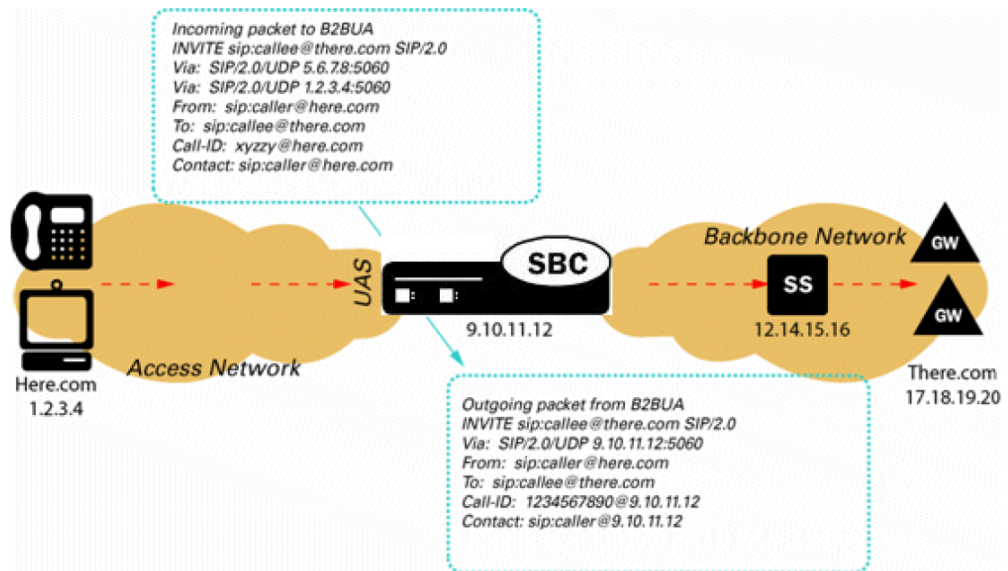 Incoming packet to B2BUA
INVITE sip:callee@there.com SIP/2.0
Via: SIP/2.0/UDP 5.6.7.8:5060
Via: SIP/2.0/UDP 1.2.3.4:5060
From: sip:caller@here.com
To: sip:callee@there.com
Call-ID: xyzzy@here.com
Contact: sip:caller@here.com
UAS
SBC
9.10.11.12
Backbone Network
SS
12.14.15.16
GW
GW
Access Network
Here.com
1.2.3.4
There.com
17.18.19.20
Outgoing packet from B2BUA
INVITE sip:callee@there.com SIP/2.0
Via: SIP/2.0/UDP 9.10.11.12:5060
From: sip:caller@here.com
To: sip:callee@there.com
Call-ID: 1234567890@9.10.11.12
Contact: sip:caller@9.10.11.12